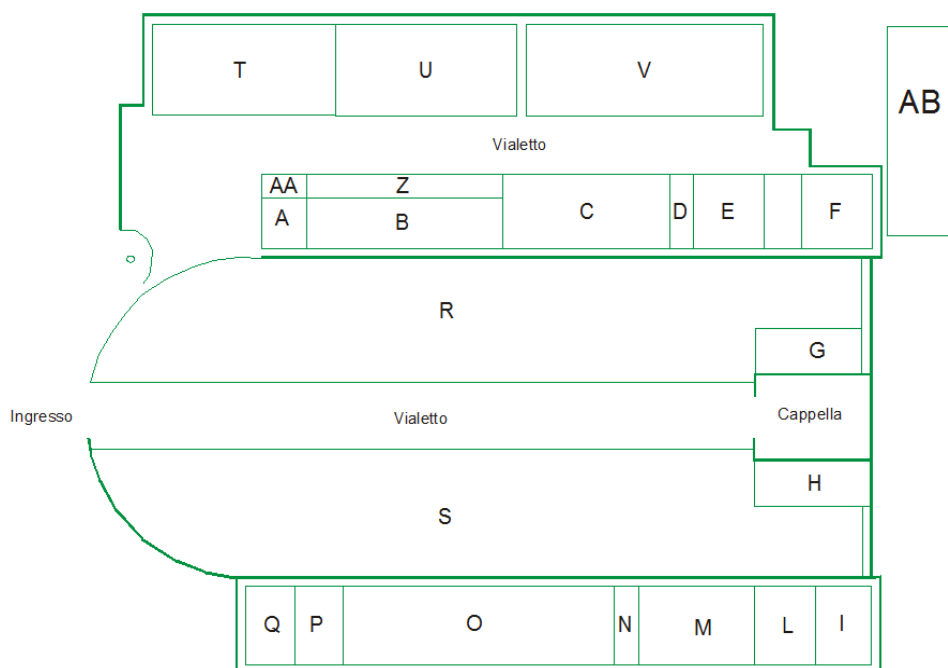 T U V
AB
Vialetto
AA Z
A B C D E F
R
G
Ingresso Vialetto Cappella
H
S
Q P O N M L I